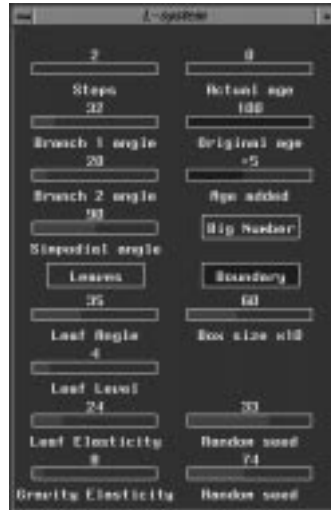 L-system
2 0
Steps Actual age
32 100
Branch 1 angle Original age
20 +5
Branch 2 angle Age added
90
Big Number
Simpodial angle
Leaves Boundary
35 60
Leaf Angle Box size x10
4
Leaf Level
24 33
Leaf Elasticity Random seed
0 74
Gravity Elasticity Random seed